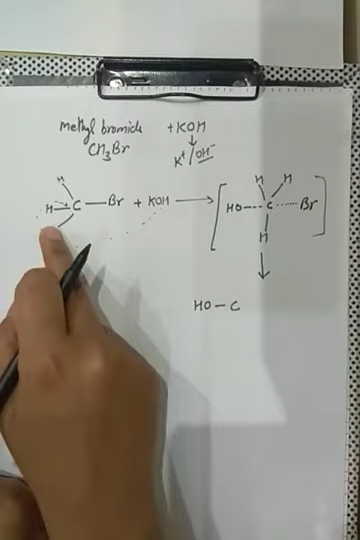 methyl bromide + KOH
CH3Br
K+/OH-
H
H C — Br + KOH → [HO---C---Br]
H H
H
HO — C